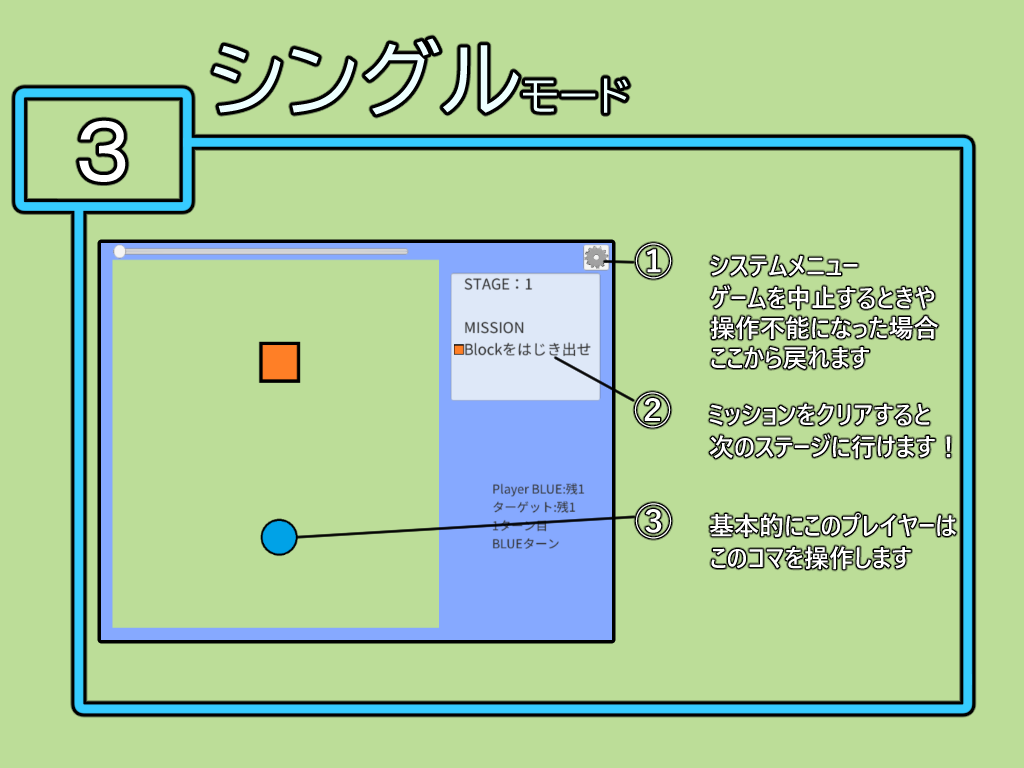 シングルモード
3
STAGE：1
MISSION
Blockをはじき出せ
Player BLUE:残1
ターゲット:残1
1ターン目
BLUEターン
①
システムメニュー
ゲームを中止するときや
操作不能になった場合
ここから戻れます
②
ミッションをクリアすると
次のステージに行けます！
③
基本的にこのプレイヤーは
このコマを操作します